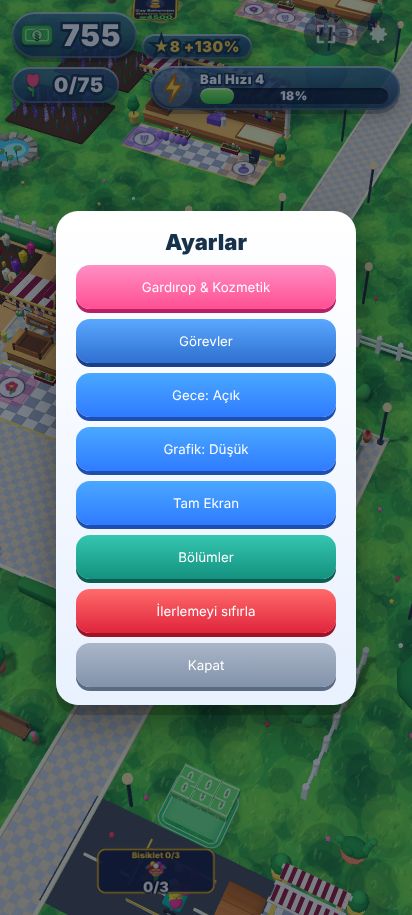 755
★8 +130%
0/75
Bal Hızı 4
18%
Ayarlar
Gardırop & Kozmetik
Görevler
Gece: Açık
Grafik: Düşük
Tam Ekran
Bölümler
İlerlemeyi sıfırla
Kapat
Bisiklet 0/3
0/3